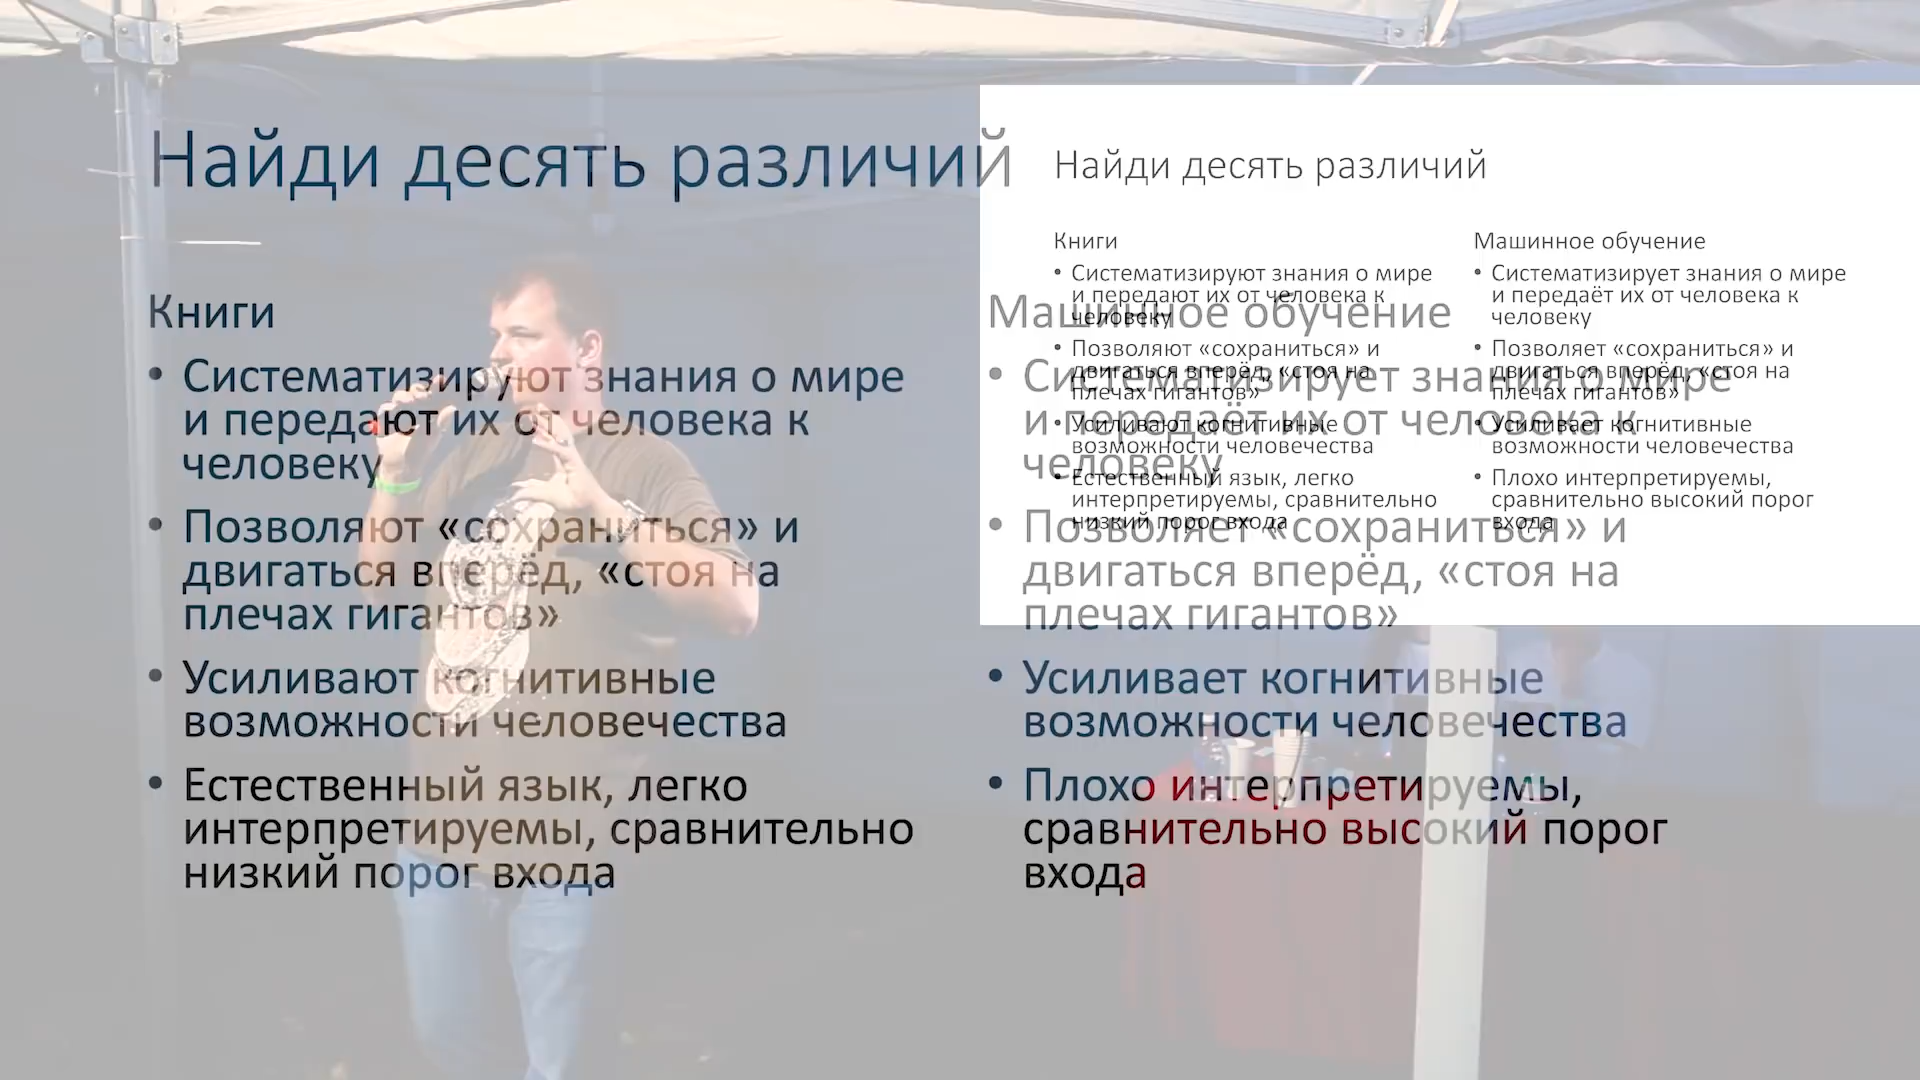 Найди десять различий
Книги
• Систематизируют знания о мире
и передают их от человека к
человеку
• Позволяют «сохраниться» и
двигаться вперёд, «стоя на
плечах гигантов»
• Усиливают когнитивные
возможности человечества
• Естественный язык, легко
интерпретируемы, сравнительно
низкий порог входа
Машинное обучение
• Систематизирует знания о мире
и передаёт их от человека к
человеку
• Позволяет «сохраниться» и
двигаться вперёд, «стоя на
плечах гигантов»
• Усиливает когнитивные
возможности человечества
• Плохо интерпретируемы,
сравнительно высокий порог
входа
Найди десять различий
Книги
• Систематизируют знания о мире
и передают их от человека к
человеку
• Позволяют «сохраниться» и
двигаться вперёд, «стоя на
плечах гигантов»
• Усиливают когнитивные
возможности человечества
• Естественный язык, легко
интерпретируемы, сравнительно
низкий порог входа
Машинное обучение
• Систематизирует знания о мире
и передаёт их от человека к
человеку
• Позволяет «сохраниться» и
двигаться вперёд, «стоя на
плечах гигантов»
• Усиливает когнитивные
возможности человечества
• Плохо интерпретируемы,
сравнительно высокий порог
входа